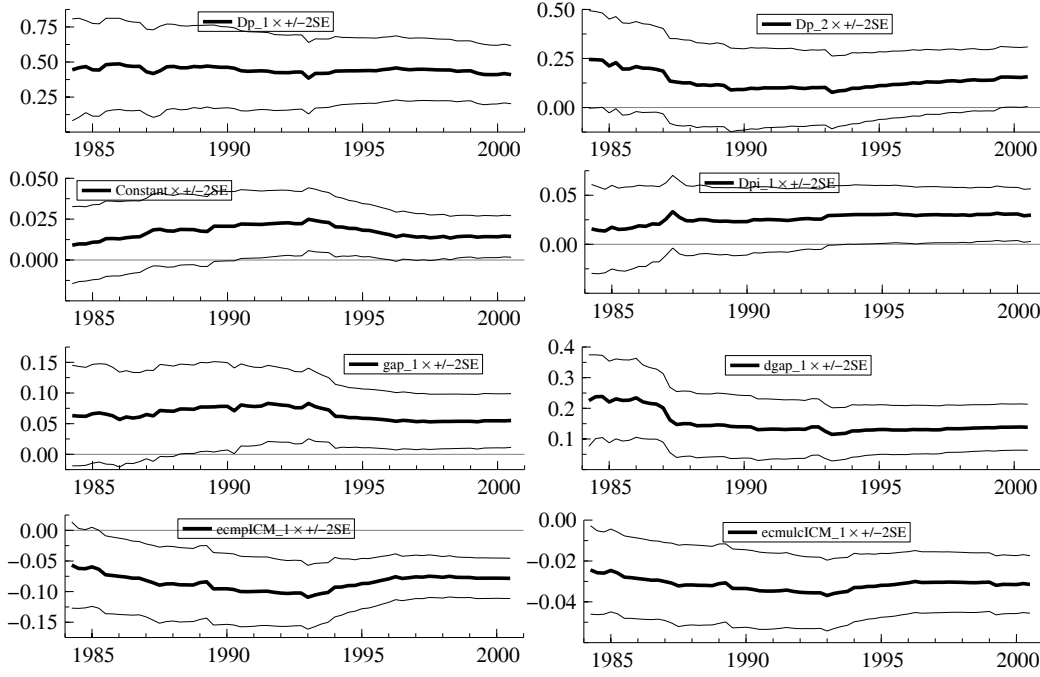 0.75
0.50
0.25
Dp_1 × +/−2SE
1985 1990 1995 2000
0.50
0.25
0.00
Dp_2 × +/−2SE
1985 1990 1995 2000
0.050
0.025
0.000
Constant × +/−2SE
1985 1990 1995 2000
0.05
0.00
Dpi_1 × +/−2SE
1985 1990 1995 2000
0.15
0.10
0.05
0.00
gap_1 × +/−2SE
1985 1990 1995 2000
0.4
0.3
0.2
0.1
dgap_1 × +/−2SE
1985 1990 1995 2000
0.00
−0.05
−0.10
−0.15
ecmpICM_1 × +/−2SE
1985 1990 1995 2000
0.00
−0.02
−0.04
ecmulcICM_1 × +/−2SE
1985 1990 1995 2000